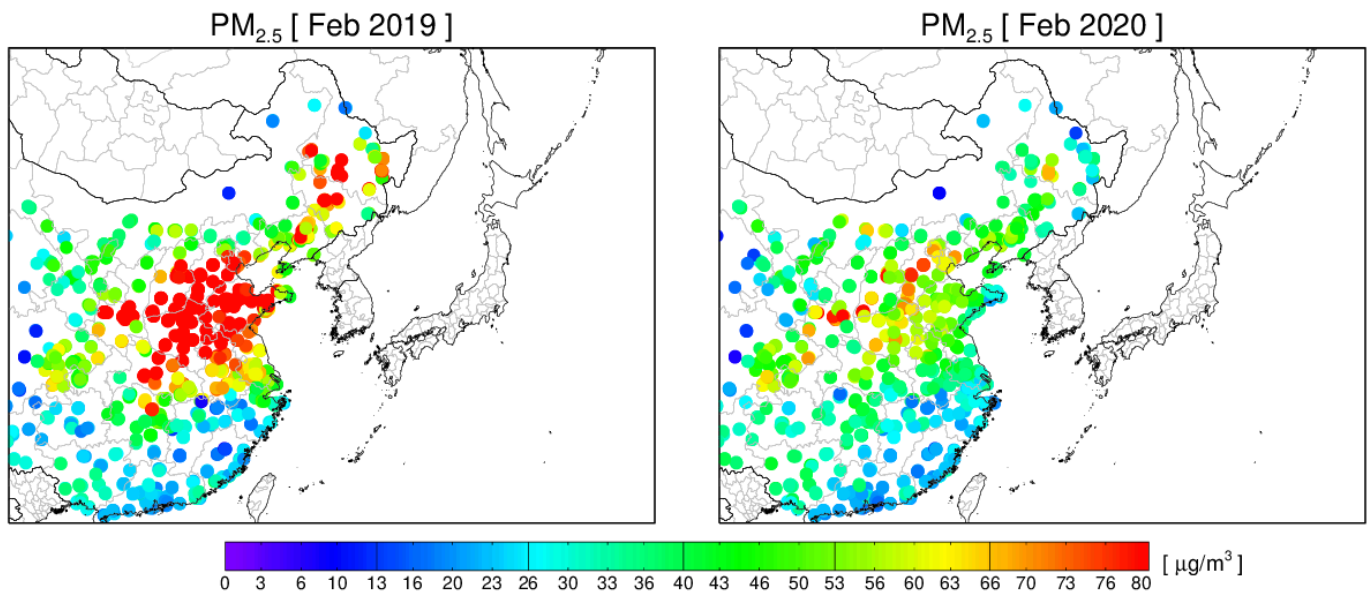 PM₂.₅ [ Feb 2019 ]
PM₂.₅ [ Feb 2020 ]
0 3 6 10 13 16 20 23 26 30 33 36 40 43 46 50 53 56 60 63 66 70 73 76 80
[ μg/m³ ]